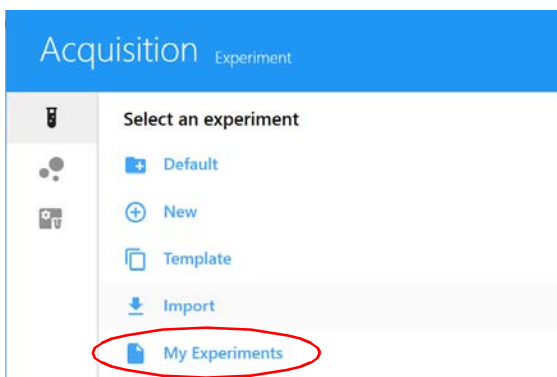 Acquisition Experiment
Select an experiment
Default
New
Template
Import
My Experiments